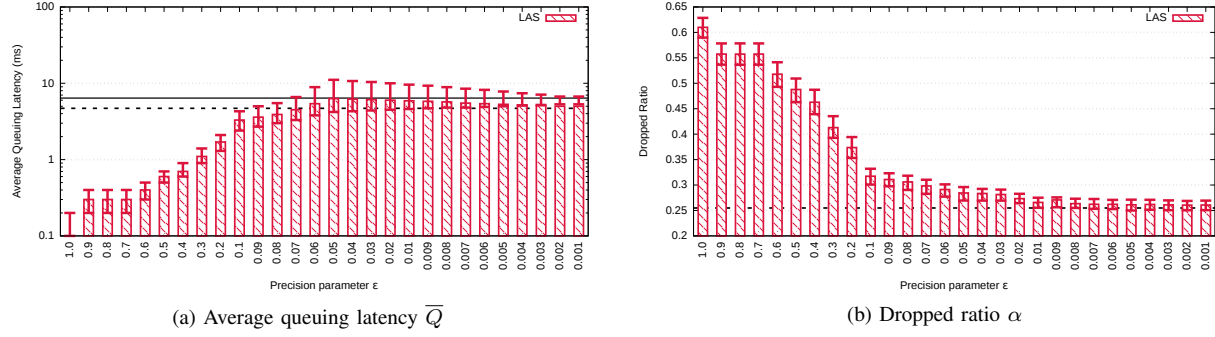 100
10
1
0.1
Average Queuing Latency (ms)
LAS
1.0 0.9 0.8 0.7 0.6 0.5 0.4 0.3 0.2 0.1 0.09 0.08 0.07 0.06 0.05 0.04 0.03 0.02 0.01 0.009 0.008 0.007 0.006 0.005 0.004 0.003 0.002 0.001
Precision parameter ε
(a) Average queuing latency Q̅
0.65
0.6
0.55
0.5
0.45
0.4
0.35
0.3
0.25
0.2
Dropped Ratio
LAS
1.0 0.9 0.8 0.7 0.6 0.5 0.4 0.3 0.2 0.1 0.09 0.08 0.07 0.06 0.05 0.04 0.03 0.02 0.01 0.009 0.008 0.007 0.006 0.005 0.004 0.003 0.002 0.001
Precision parameter ε
(b) Dropped ratio α